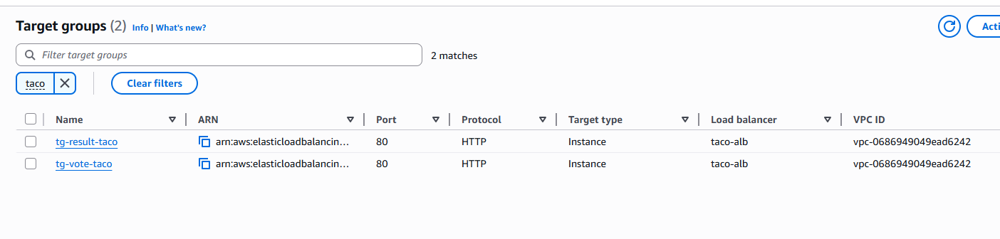 Target groups (2) Info | What's new?
Acti
Filter target groups
2 matches
taco
Clear filters
Name ARN Port Protocol Target type Load balancer VPC ID
tg-result-taco arn:aws:elasticloadbalancin... 80 HTTP Instance taco-alb vpc-0686949049ead6242
tg-vote-taco arn:aws:elasticloadbalancin... 80 HTTP Instance taco-alb vpc-0686949049ead6242